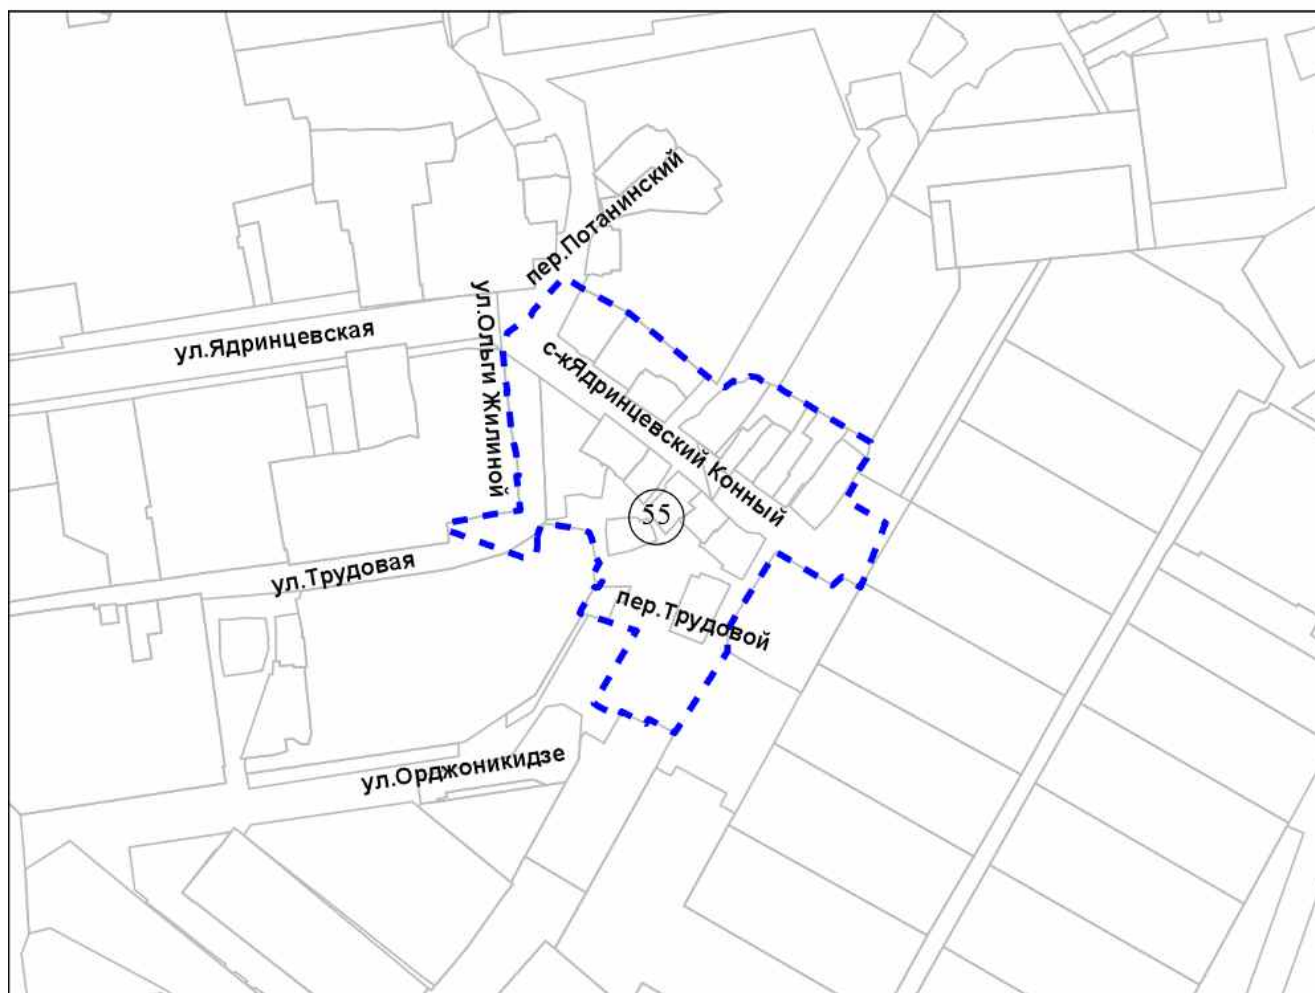 пер.Потанинский
ул.Ольги Жилиной
ул.Ядринцевская
с-кЯдринцевский Конный
55
ул.Трудовая
пер.Трудовой
ул.Орджоникидзе